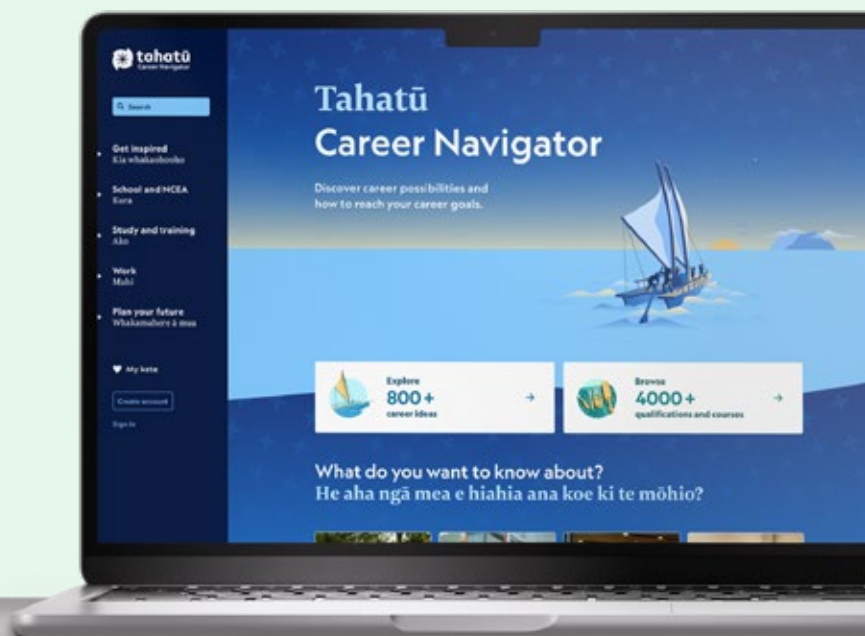 tahatū
Career Navigator
Search
Get inspired
Kia whakaohooho
School and NCEA
Kura
Study and training
Ako
Work
Mahi
Plan your future
Whakamahere ā mua
My kete
Create account
Sign in
Tahatū
Career Navigator
Discover career possibilities and
how to reach your career goals.
Explore
800+
career ideas
Browse
4000+
qualifications and courses
What do you want to know about?
He aha ngā mea e hiahia ana koe ki te mōhio?